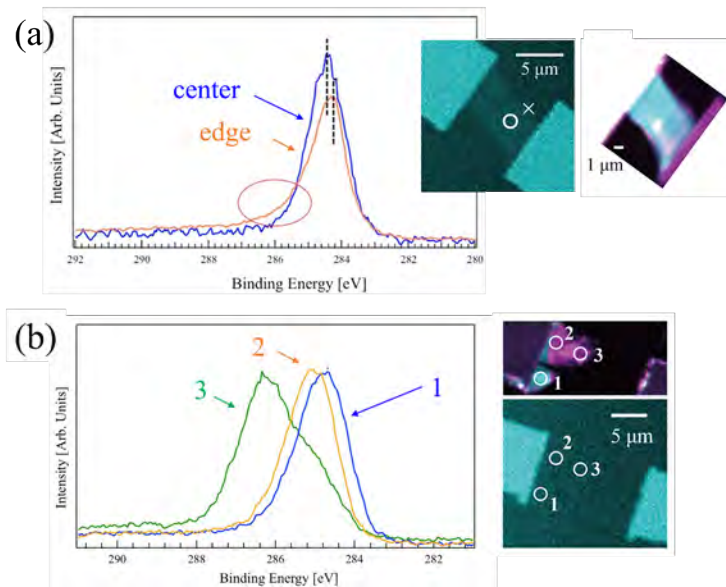 (a)
center
edge
Intensity [Arb. Units]
292 290 288 286 284 282 280
Binding Energy [eV]
5 μm
×
1 μm
(b)
2
3
1
Intensity [Arb. Units]
290 288 286 284 282
Binding Energy [eV]
2
3
1
5 μm
2
3
1